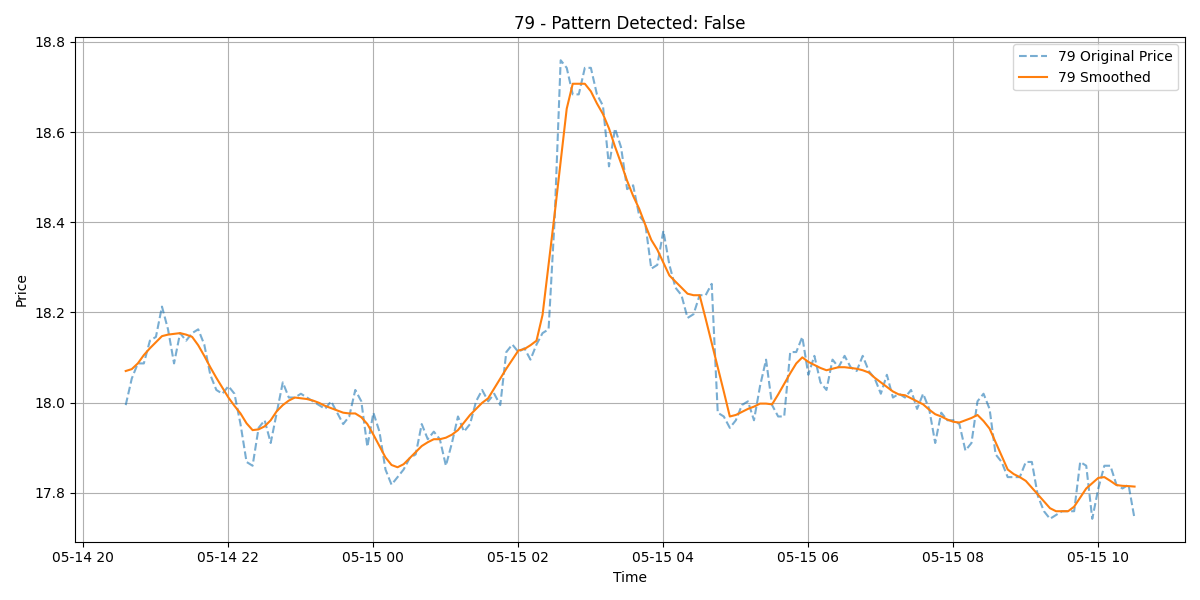 79 - Pattern Detected: False
79 Original Price
79 Smoothed
Price
18.8
18.6
18.4
18.2
18.0
17.8
05-14 20
05-14 22
05-15 00
05-15 02
05-15 04
05-15 06
05-15 08
05-15 10
Time